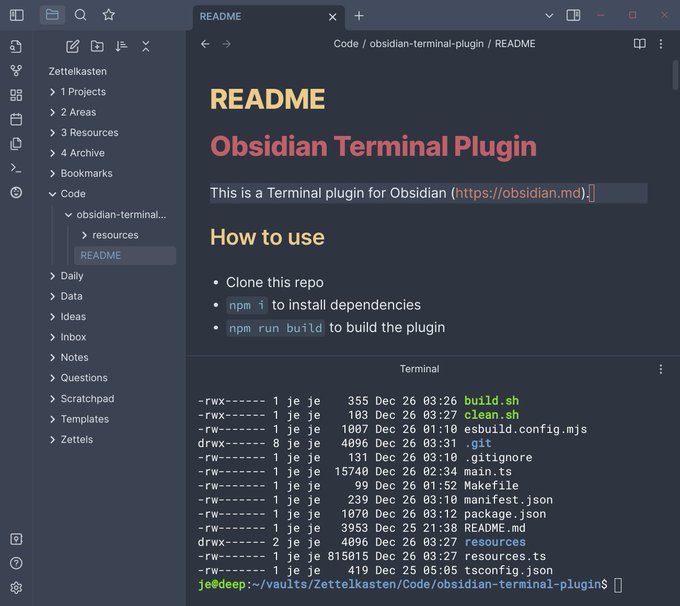 README
Code / obsidian-terminal-plugin / README
Zettelkasten
1 Projects
2 Areas
3 Resources
4 Archive
Bookmarks
Code
obsidian-terminal...
resources
README
Daily
Data
Ideas
Inbox
Notes
Questions
Scratchpad
Templates
Zettels
README
Obsidian Terminal Plugin
This is a Terminal plugin for Obsidian (https://obsidian.md).
How to use
• Clone this repo
• npm i to install dependencies
• npm run build to build the plugin
Terminal
-rwx------ 1 je je    355 Dec 26 03:26 build.sh
-rwx------ 1 je je    103 Dec 26 03:27 clean.sh
-rw------- 1 je je   1007 Dec 26 01:10 esbuild.config.mjs
drwx------ 8 je je   4096 Dec 26 03:31 .git
-rw------- 1 je je    131 Dec 26 03:10 .gitignore
-rw------- 1 je je  15740 Dec 26 02:34 main.ts
-rw------- 1 je je     99 Dec 26 01:52 Makefile
-rw------- 1 je je    239 Dec 26 03:10 manifest.json
-rw------- 1 je je   1070 Dec 26 03:12 package.json
-rw------- 1 je je   3953 Dec 25 21:38 README.md
drwx------ 2 je je   4096 Dec 26 03:27 resources
-rw------- 1 je je 815015 Dec 26 03:27 resources.ts
-rw------- 1 je je    419 Dec 25 05:05 tsconfig.json
je@deep:~/vaults/Zettelkasten/Code/obsidian-terminal-plugin$